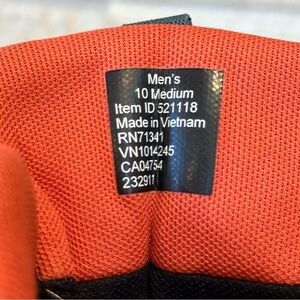 Men's
10 Medium
Item ID 521118
Made in Vietnam
RN71341
VN1014245
CA04754
232911